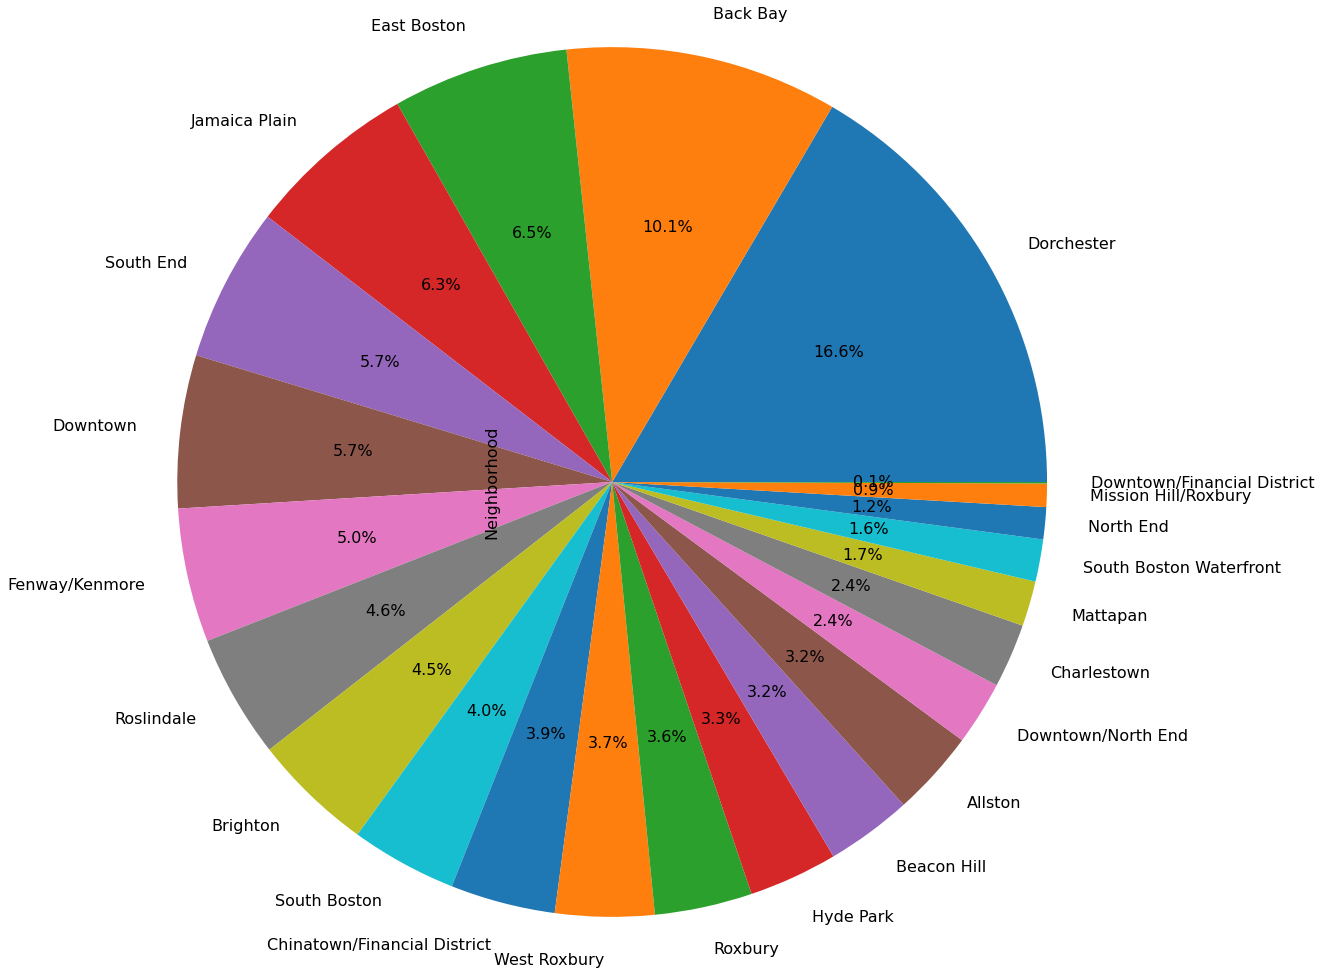 Back Bay
East Boston
Jamaica Plain
10.1%
6.5%
Dorchester
South End
6.3%
16.6%
5.7%
Downtown
5.7%
Neighborhood
0.1%
Downtown/Financial District
0.9%
Mission Hill/Roxbury
1.2%
North End
1.6%
5.0%
1.7%
South Boston Waterfront
Fenway/Kenmore
2.4%
4.6%
Mattapan
2.4%
3.2%
4.5%
Charlestown
3.2%
4.0%
Roslindale
3.3%
3.9%
3.6%
Downtown/North End
3.7%
Allston
Brighton
Beacon Hill
South Boston
Hyde Park
Chinatown/Financial District
Roxbury
West Roxbury